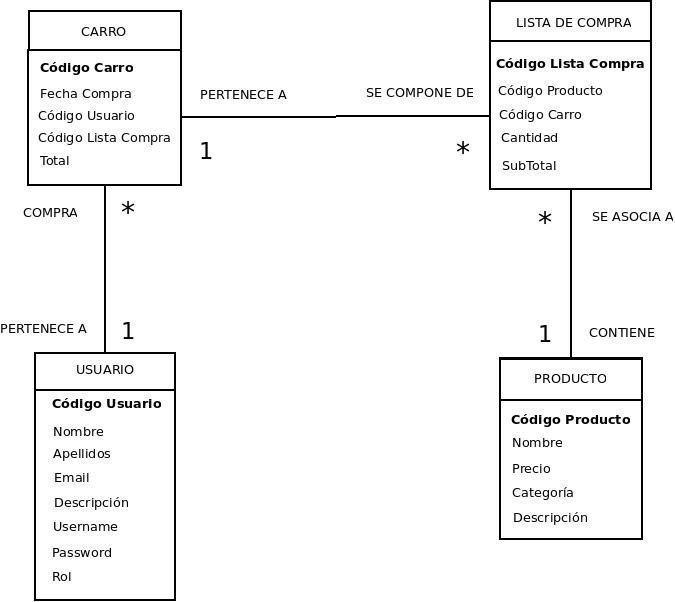 CARRO
Código Carro
Fecha Compra
Código Usuario
Código Lista Compra
Total
PERTENECE A
1
SE COMPONE DE
*
LISTA DE COMPRA
Código Lista Compra
Código Producto
Código Carro
Cantidad
SubTotal
COMPRA
*
PERTENECE A
1
*
SE ASOCIA A
1
CONTIENE
USUARIO
Código Usuario
Nombre
Apellidos
Email
Descripción
Username
Password
Rol
PRODUCTO
Código Producto
Nombre
Precio
Categoría
Descripción